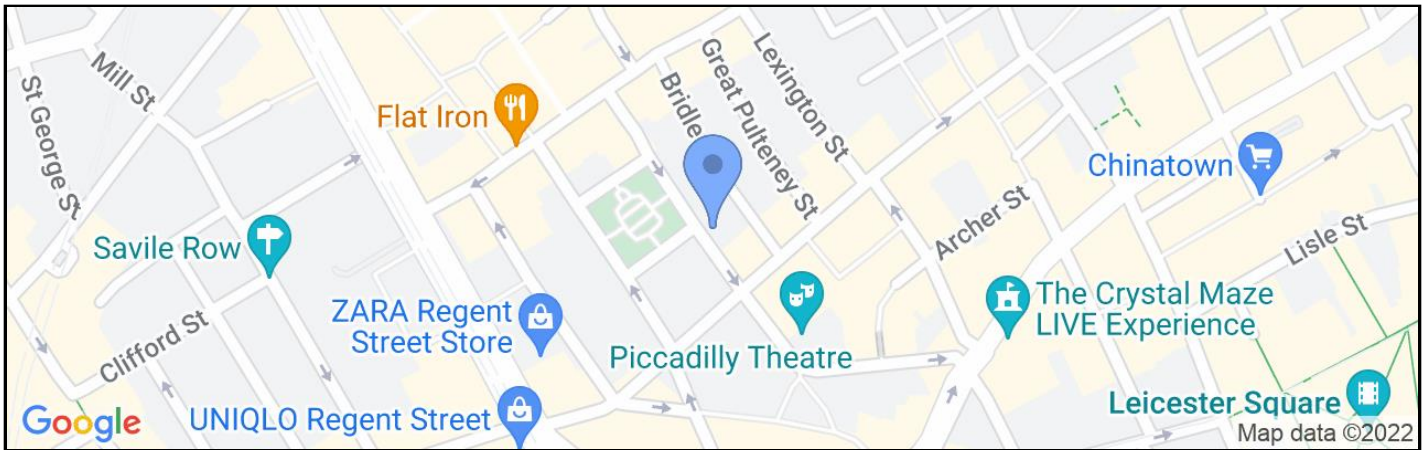 Mill St
St George St
Flat Iron
Bridle
Great Pulteney St
Lexington St
Chinatown
Archer St
Lisle St
Savile Row
Clifford St
ZARA Regent
Street Store
Piccadilly Theatre
The Crystal Maze
LIVE Experience
UNIQLO Regent Street
Leicester Square
Google
Map data ©2022